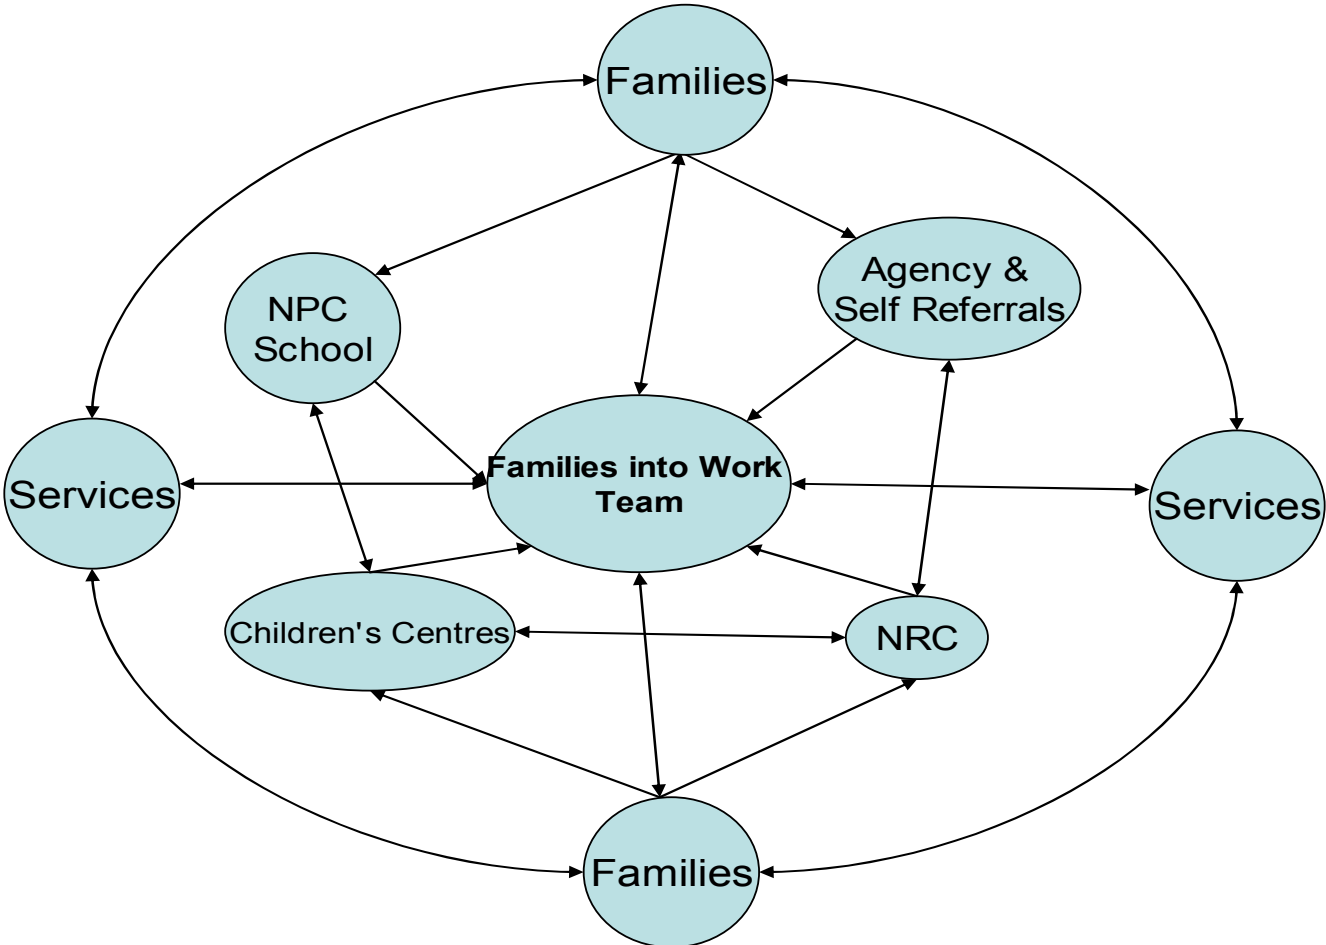 Families
Agency &
Self Referrals
NPC
School
Families into Work
Team
Services
Services
Children's Centres
NRC
Families